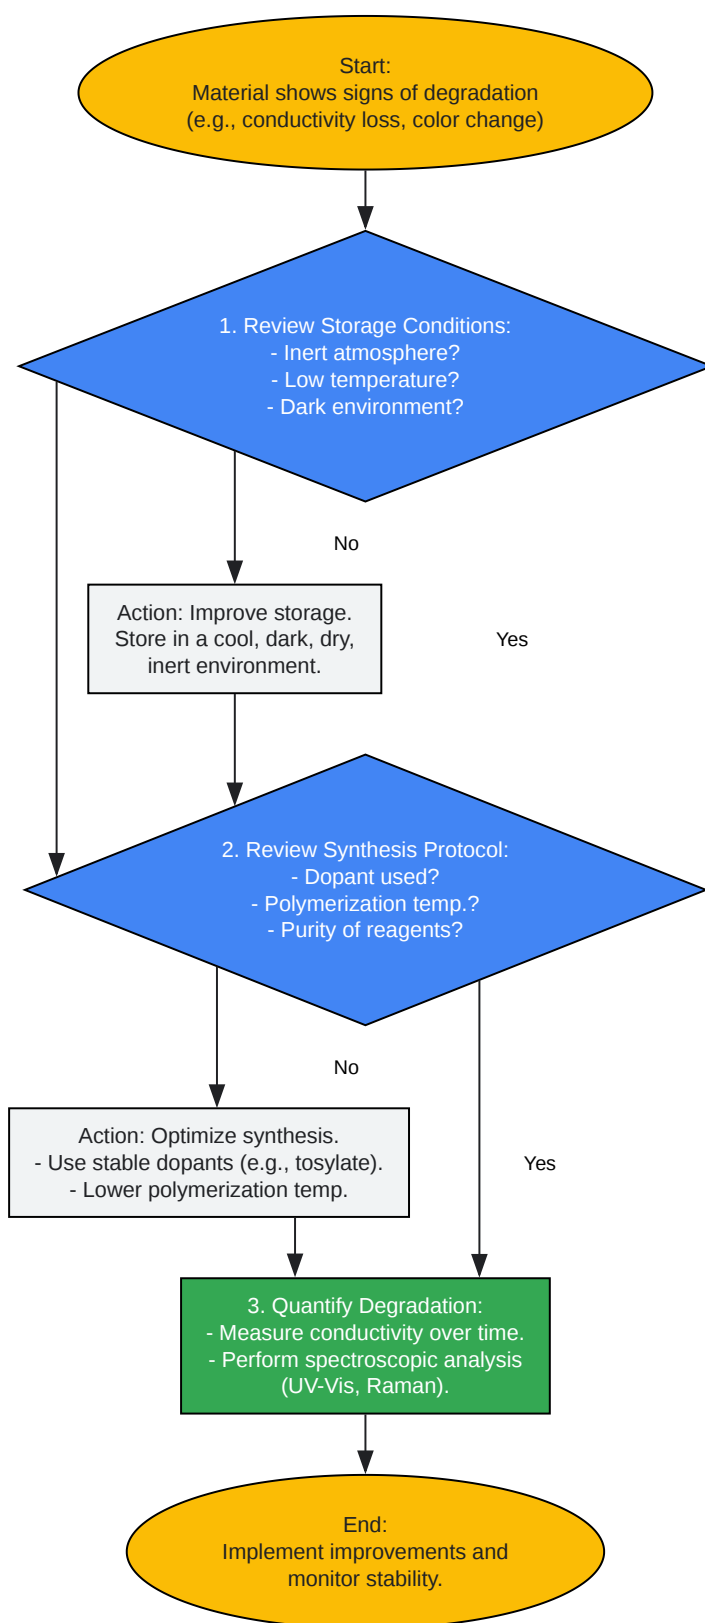 Start:
Material shows signs of degradation
(e.g., conductivity loss, color change)
1. Review Storage Conditions:
- Inert atmosphere?
- Low temperature?
- Dark environment?
No
Action: Improve storage.
Store in a cool, dark, dry,
inert environment.
Yes
2. Review Synthesis Protocol:
- Dopant used?
- Polymerization temp.?
- Purity of reagents?
No
Action: Optimize synthesis.
- Use stable dopants (e.g., tosylate).
- Lower polymerization temp.
Yes
3. Quantify Degradation:
- Measure conductivity over time.
- Perform spectroscopic analysis
(UV-Vis, Raman).
End:
Implement improvements and
monitor stability.